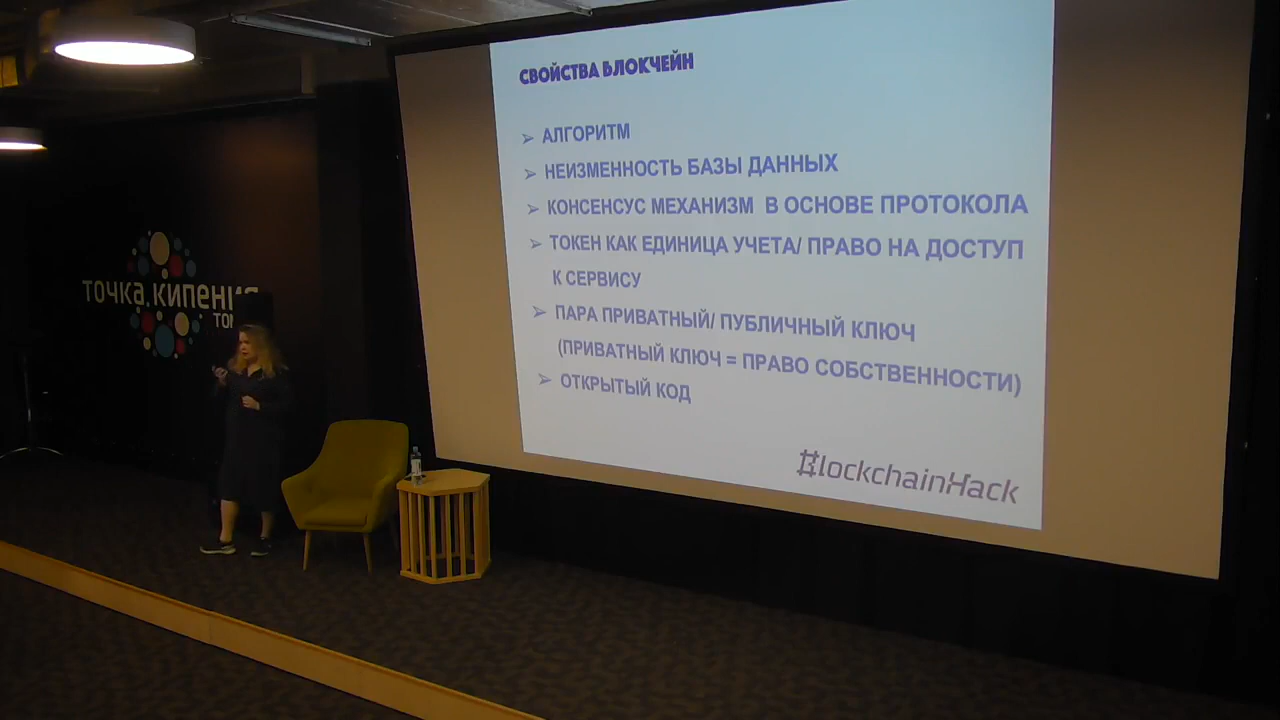 СВОЙСТВА БЛОКЧЕЙН
➢ АЛГОРИТМ
➢ НЕИЗМЕННОСТЬ БАЗЫ ДАННЫХ
➢ КОНСЕНСУС МЕХАНИЗМ В ОСНОВЕ ПРОТОКОЛА
➢ ТОКЕН КАК ЕДИНИЦА УЧЕТА/ ПРАВО НА ДОСТУП
К СЕРВИСУ
➢ ПАРА ПРИВАТНЫЙ/ ПУБЛИЧНЫЙ КЛЮЧ
(ПРИВАТНЫЙ КЛЮЧ = ПРАВО СОБСТВЕННОСТИ)
➢ ОТКРЫТЫЙ КОД
BlockchainHack
точка кипения